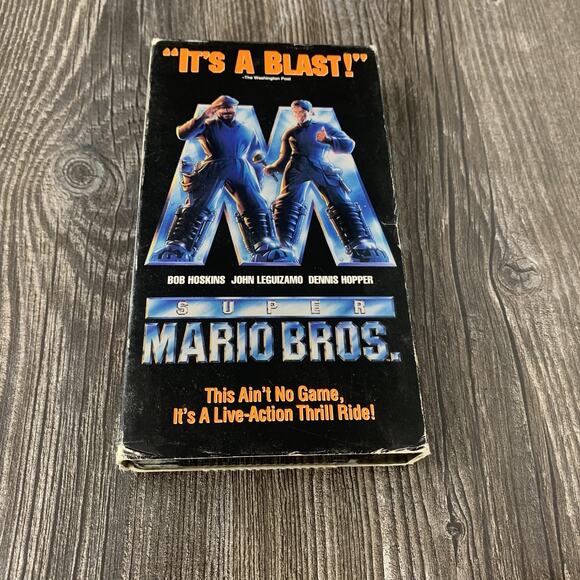 “IT'S A BLAST!”
-The Washington Post
BOB HOSKINS JOHN LEGUIZAMO DENNIS HOPPER
SUPER
MARIO BROS.
This Ain't No Game,
It's A Live-Action Thrill Ride!